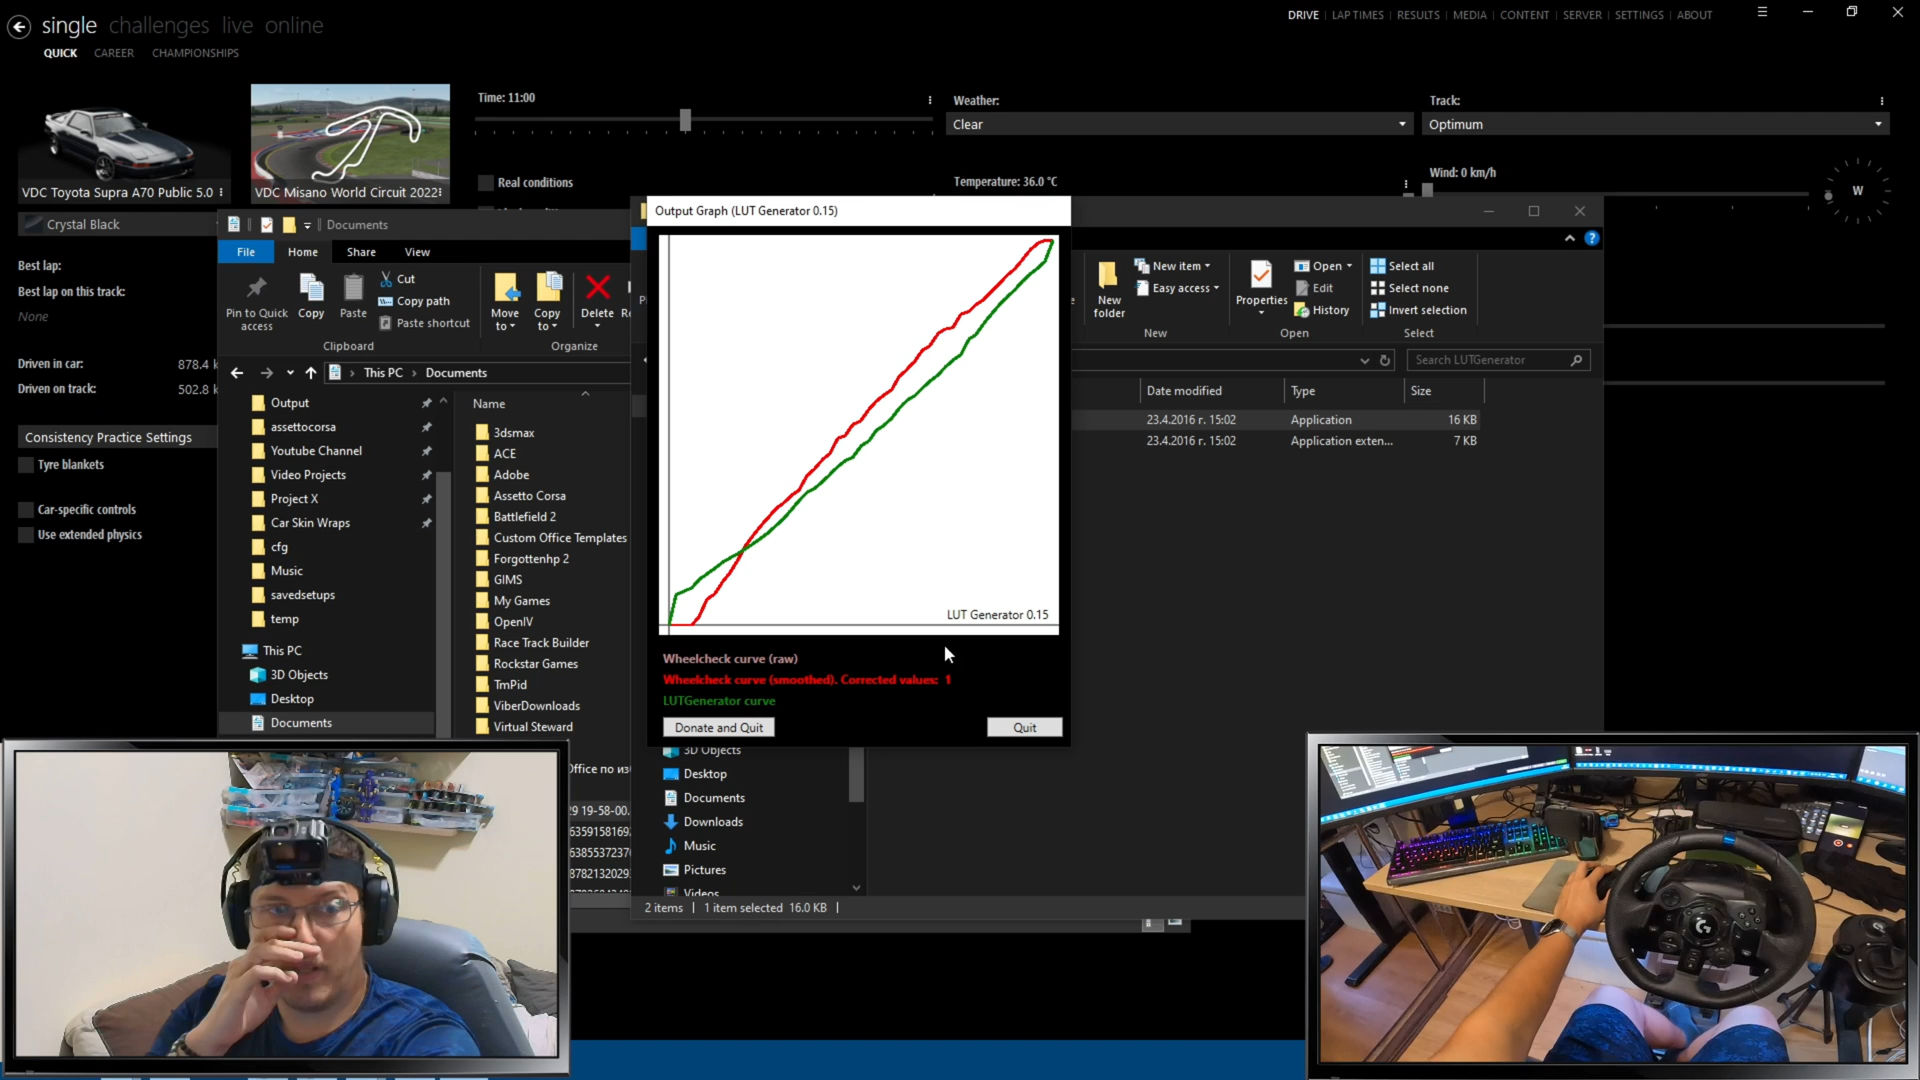 single challenges live online
QUICK CAREER CHAMPIONSHIPS
DRIVE | LAP TIMES | RESULTS | MEDIA | CONTENT | SERVER | SETTINGS | ABOUT
VDC Toyota Supra A70 Public 5.0
VDC Misano World Circuit 2022
Crystal Black
Best lap:
Best lap on this track:
None
Driven in car: 878.4 k
Driven on track: 502.8 k
Consistency Practice Settings
Tyre blankets
Car-specific controls
Use extended physics
Time: 11:00
Real conditions
Weather:
Clear
Temperature: 36.0 °C
Track:
Optimum
Wind: 0 km/h
W
Documents
File Home Share View
Pin to Quick access
Copy
Paste
Cut
Copy path
Paste shortcut
Clipboard
Move to
Copy to
Delete
Organize
This PC > Documents
Output
assettocorsa
Youtube Channel
Video Projects
Project X
Car Skin Wraps
cfg
Music
savedsetups
temp
This PC
3D Objects
Desktop
Documents
Name
3dsmax
ACE
Adobe
Assetto Corsa
Battlefield 2
Custom Office Templates
Forgottenhp 2
GIMS
My Games
OpenIV
Race Track Builder
Rockstar Games
TmPid
ViberDownloads
Virtual Steward
Output Graph (LUT Generator 0.15)
LUT Generator 0.15
Wheelcheck curve (raw)
Wheelcheck curve (smoothed). Corrected values: 1
LUTGenerator curve
Donate and Quit
Quit
New folder
New item
Easy access
New
Properties
Open
Edit
History
Open
Select all
Select none
Invert selection
Select
Search LUTGenerator
Date modified Type Size
23.4.2016 г. 15:02 Application 16 KB
23.4.2016 г. 15:02 Application exten... 7 KB
3D Objects
Desktop
Documents
Downloads
Music
Pictures
Videos
2 items | 1 item selected 16.0 KB |